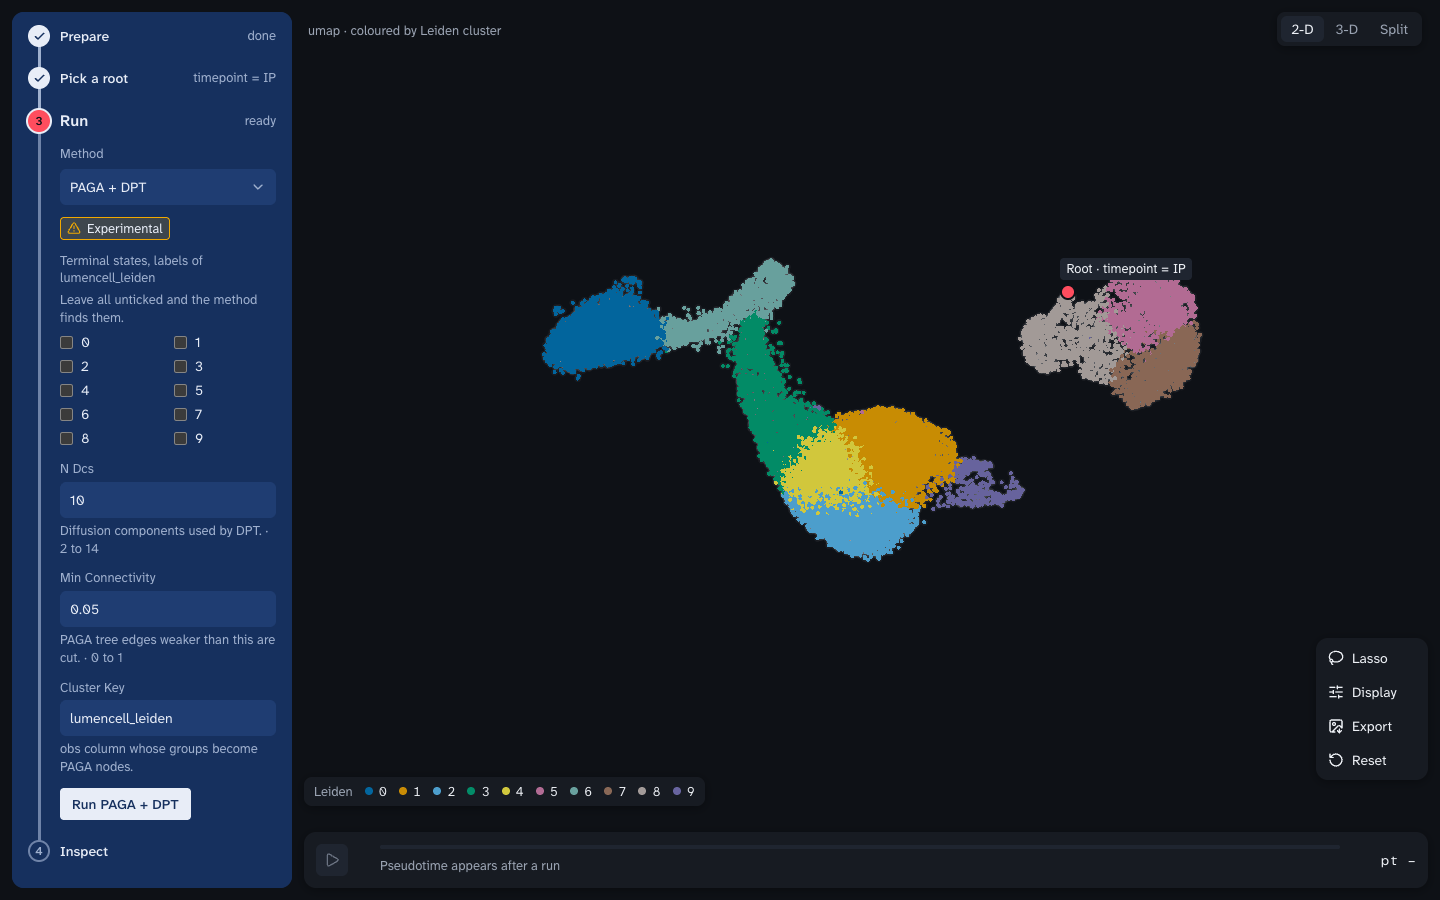 Prepare done
Pick a root timepoint = IP
3 Run ready
Method
PAGA + DPT
Experimental
Terminal states, labels of
lumencell_leiden
Leave all unticked and the method
finds them.
0 1
2 3
4 5
6 7
8 9
N Dcs
10
Diffusion components used by DPT. ·
2 to 14
Min Connectivity
0.05
PAGA tree edges weaker than this are
cut. · 0 to 1
Cluster Key
lumencell_leiden
obs column whose groups become
PAGA nodes.
Run PAGA + DPT
4 Inspect
umap · coloured by Leiden cluster
2-D 3-D Split
Root · timepoint = IP
Lasso
Display
Export
Reset
Leiden 0 1 2 3 4 5 6 7 8 9
Pseudotime appears after a run
pt –